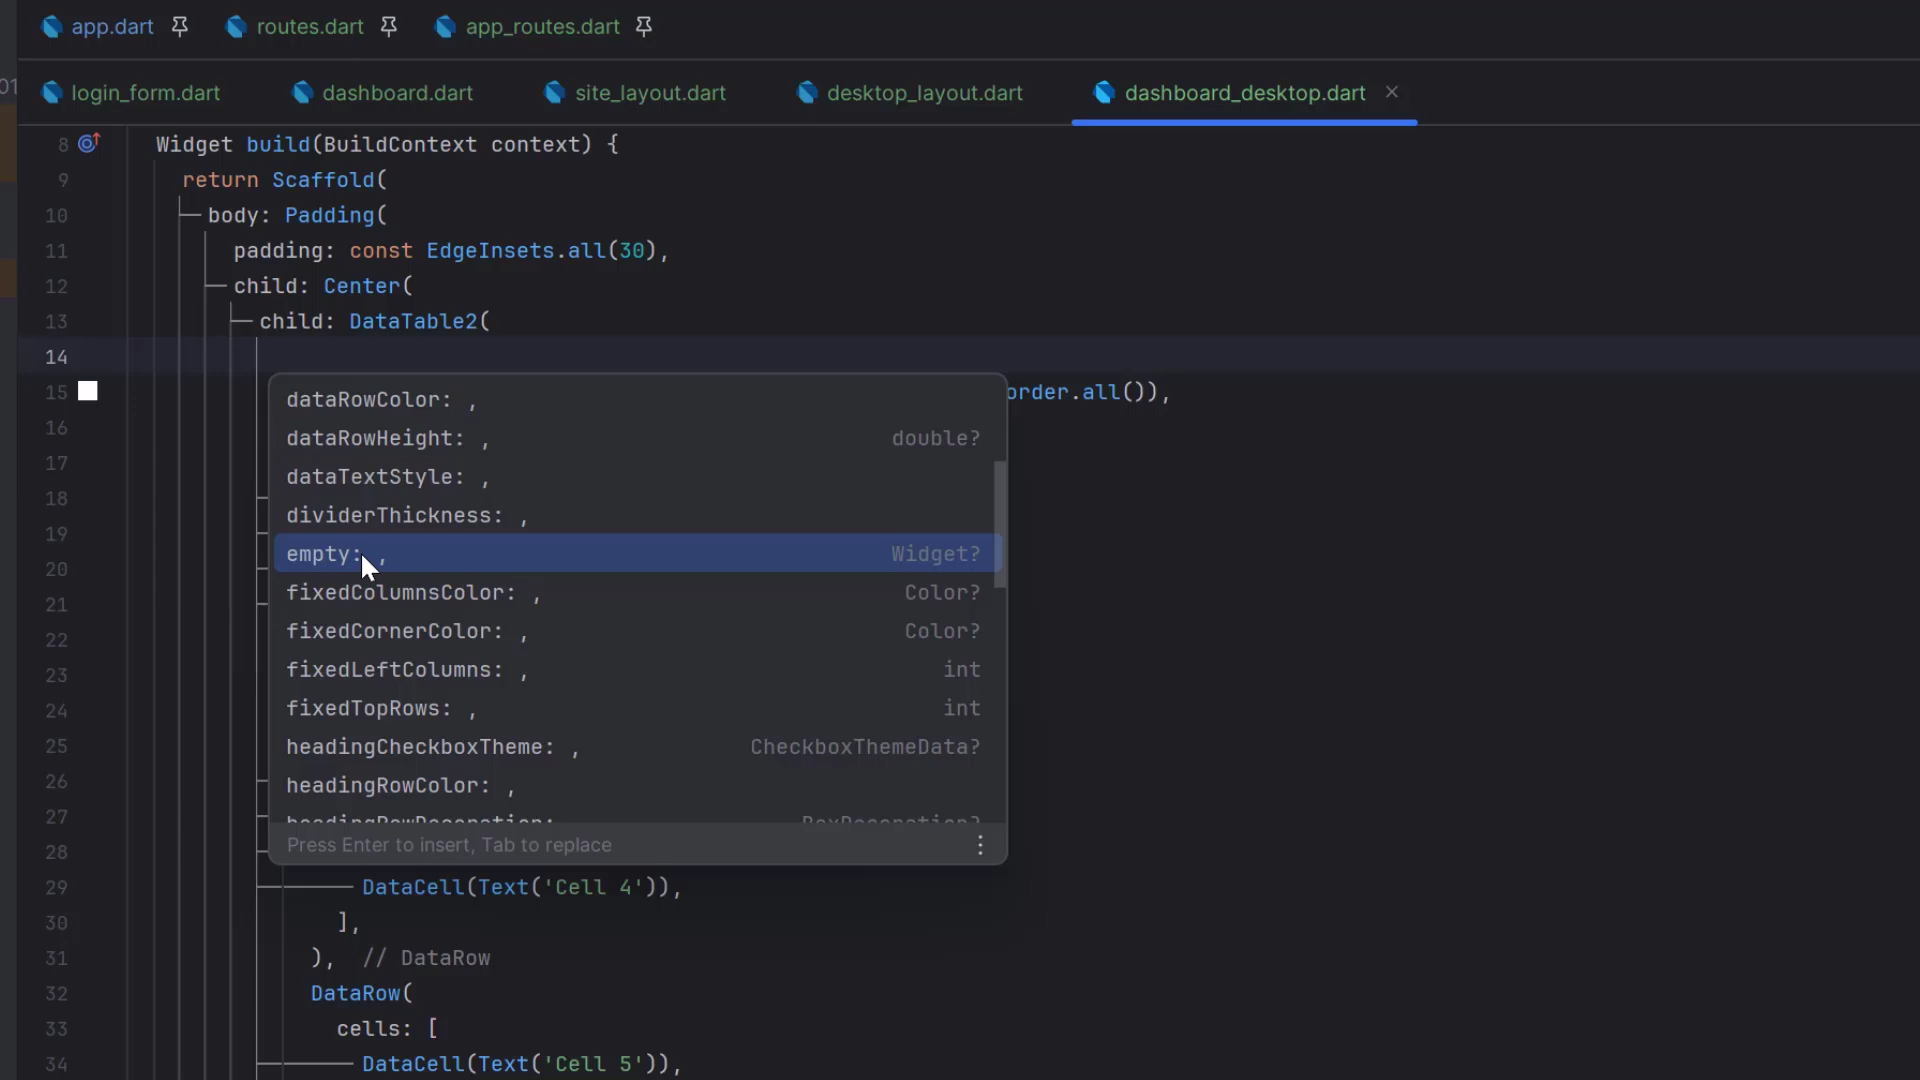 app.dart routes.dart app_routes.dart
01
login_form.dart dashboard.dart site_layout.dart desktop_layout.dart dashboard_desktop.dart ×
8 Widget build(BuildContext context) {
9 return Scaffold(
10 body: Padding(
11 padding: const EdgeInsets.all(30),
12 child: Center(
13 child: DataTable2(
14
15 order.all()),
16
17
18
19
20
21
22
23
24
25
26
27
28
dataRowColor: ,
dataRowHeight: , double?
dataTextStyle: ,
dividerThickness: ,
empty: , Widget?
fixedColumnsColor: , Color?
fixedCornerColor: , Color?
fixedLeftColumns: , int
fixedTopRows: , int
headingCheckboxTheme: , CheckboxThemeData?
headingRowColor: ,
headingRowDecoration: BoxDecoration?
Press Enter to insert, Tab to replace
29 DataCell(Text('Cell 4')),
30 ],
31 ), // DataRow
32 DataRow(
33 cells: [
34 DataCell(Text('Cell 5')),